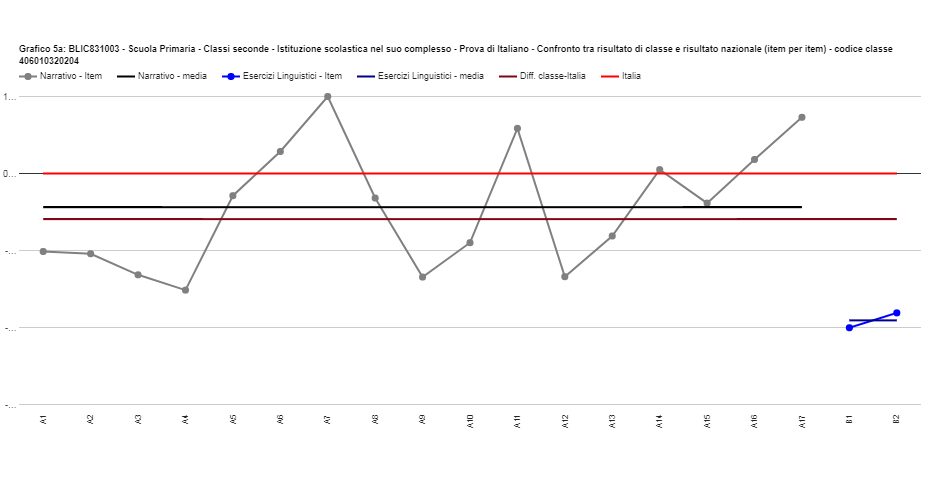 Grafico 5a: BLIC831003 - Scuola Primaria - Classi seconde - Istituzione scolastica nel suo complesso - Prova di Italiano - Confronto tra risultato di classe e risultato nazionale (item per item) - codice classe
406010320204
Narrativo - Item Narrativo - media Esercizi Linguistici - Item Esercizi Linguistici - media Diff. classe-Italia Italia
1...
0...
-...
-...
-...
A1 A2 A3 A4 A5 A6 A7 A8 A9 A10 A11 A12 A13 A14 A15 A16 A17 B1 B2